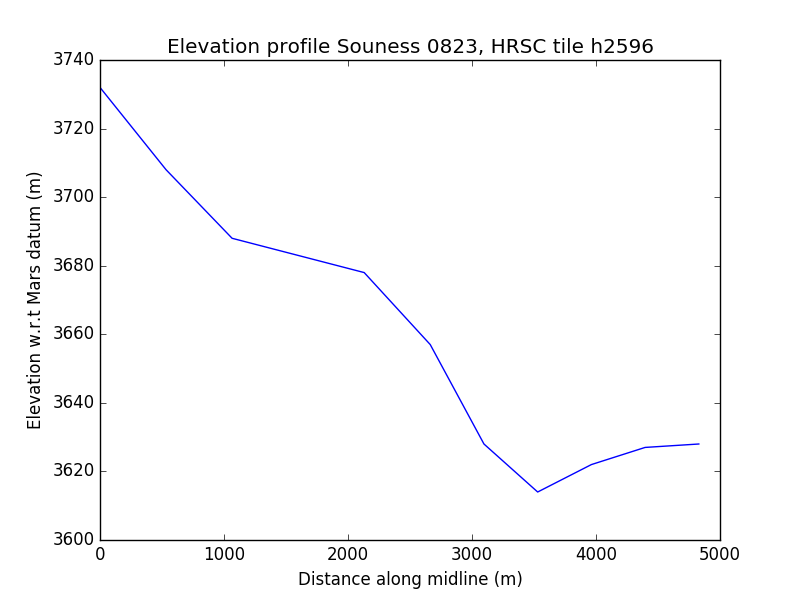 Elevation profile Souness 0823, HRSC tile h2596
3740
3720
3700
3680
3660
3640
3620
3600
Elevation w.r.t Mars datum (m)
0 1000 2000 3000 4000 5000
Distance along midline (m)